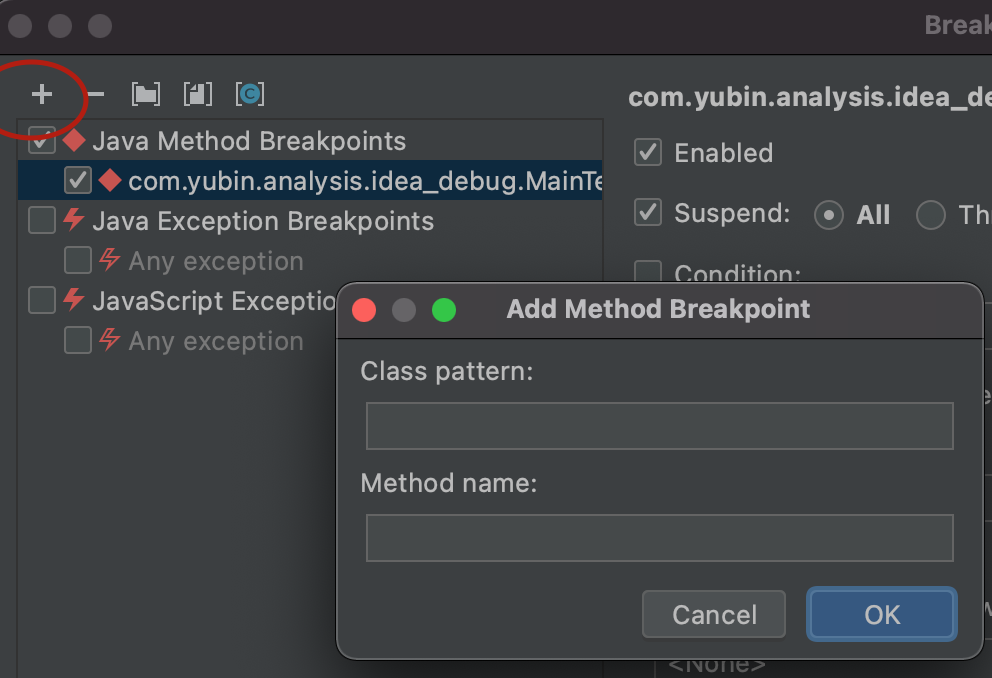 Break
com.yubin.analysis.idea_de
Java Method Breakpoints
Enabled
com.yubin.analysis.idea_debug.MainTe
Suspend:
All
Th
Java Exception Breakpoints
Any exception
Condition:
JavaScript Exceptio
Any exception
Add Method Breakpoint
Class pattern:
Method name:
Cancel
OK
<None>